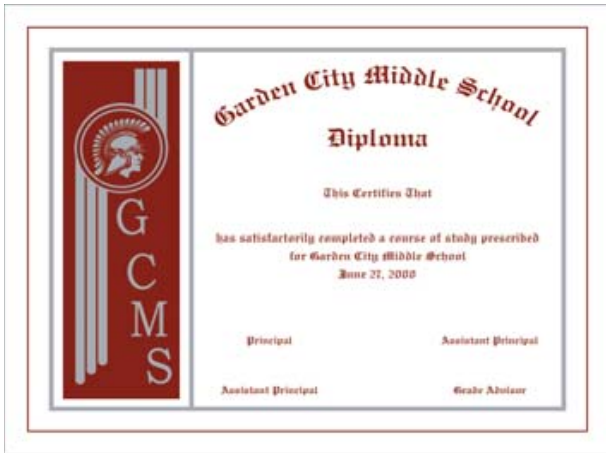 Garden City Middle School
Diploma
This Certifies That
has satisfactorily completed a course of study prescribed
for Garden City Middle School
June 27, 2008
Principal Assistant Principal
Assistant Principal Grade Advisor
G
C
M
S